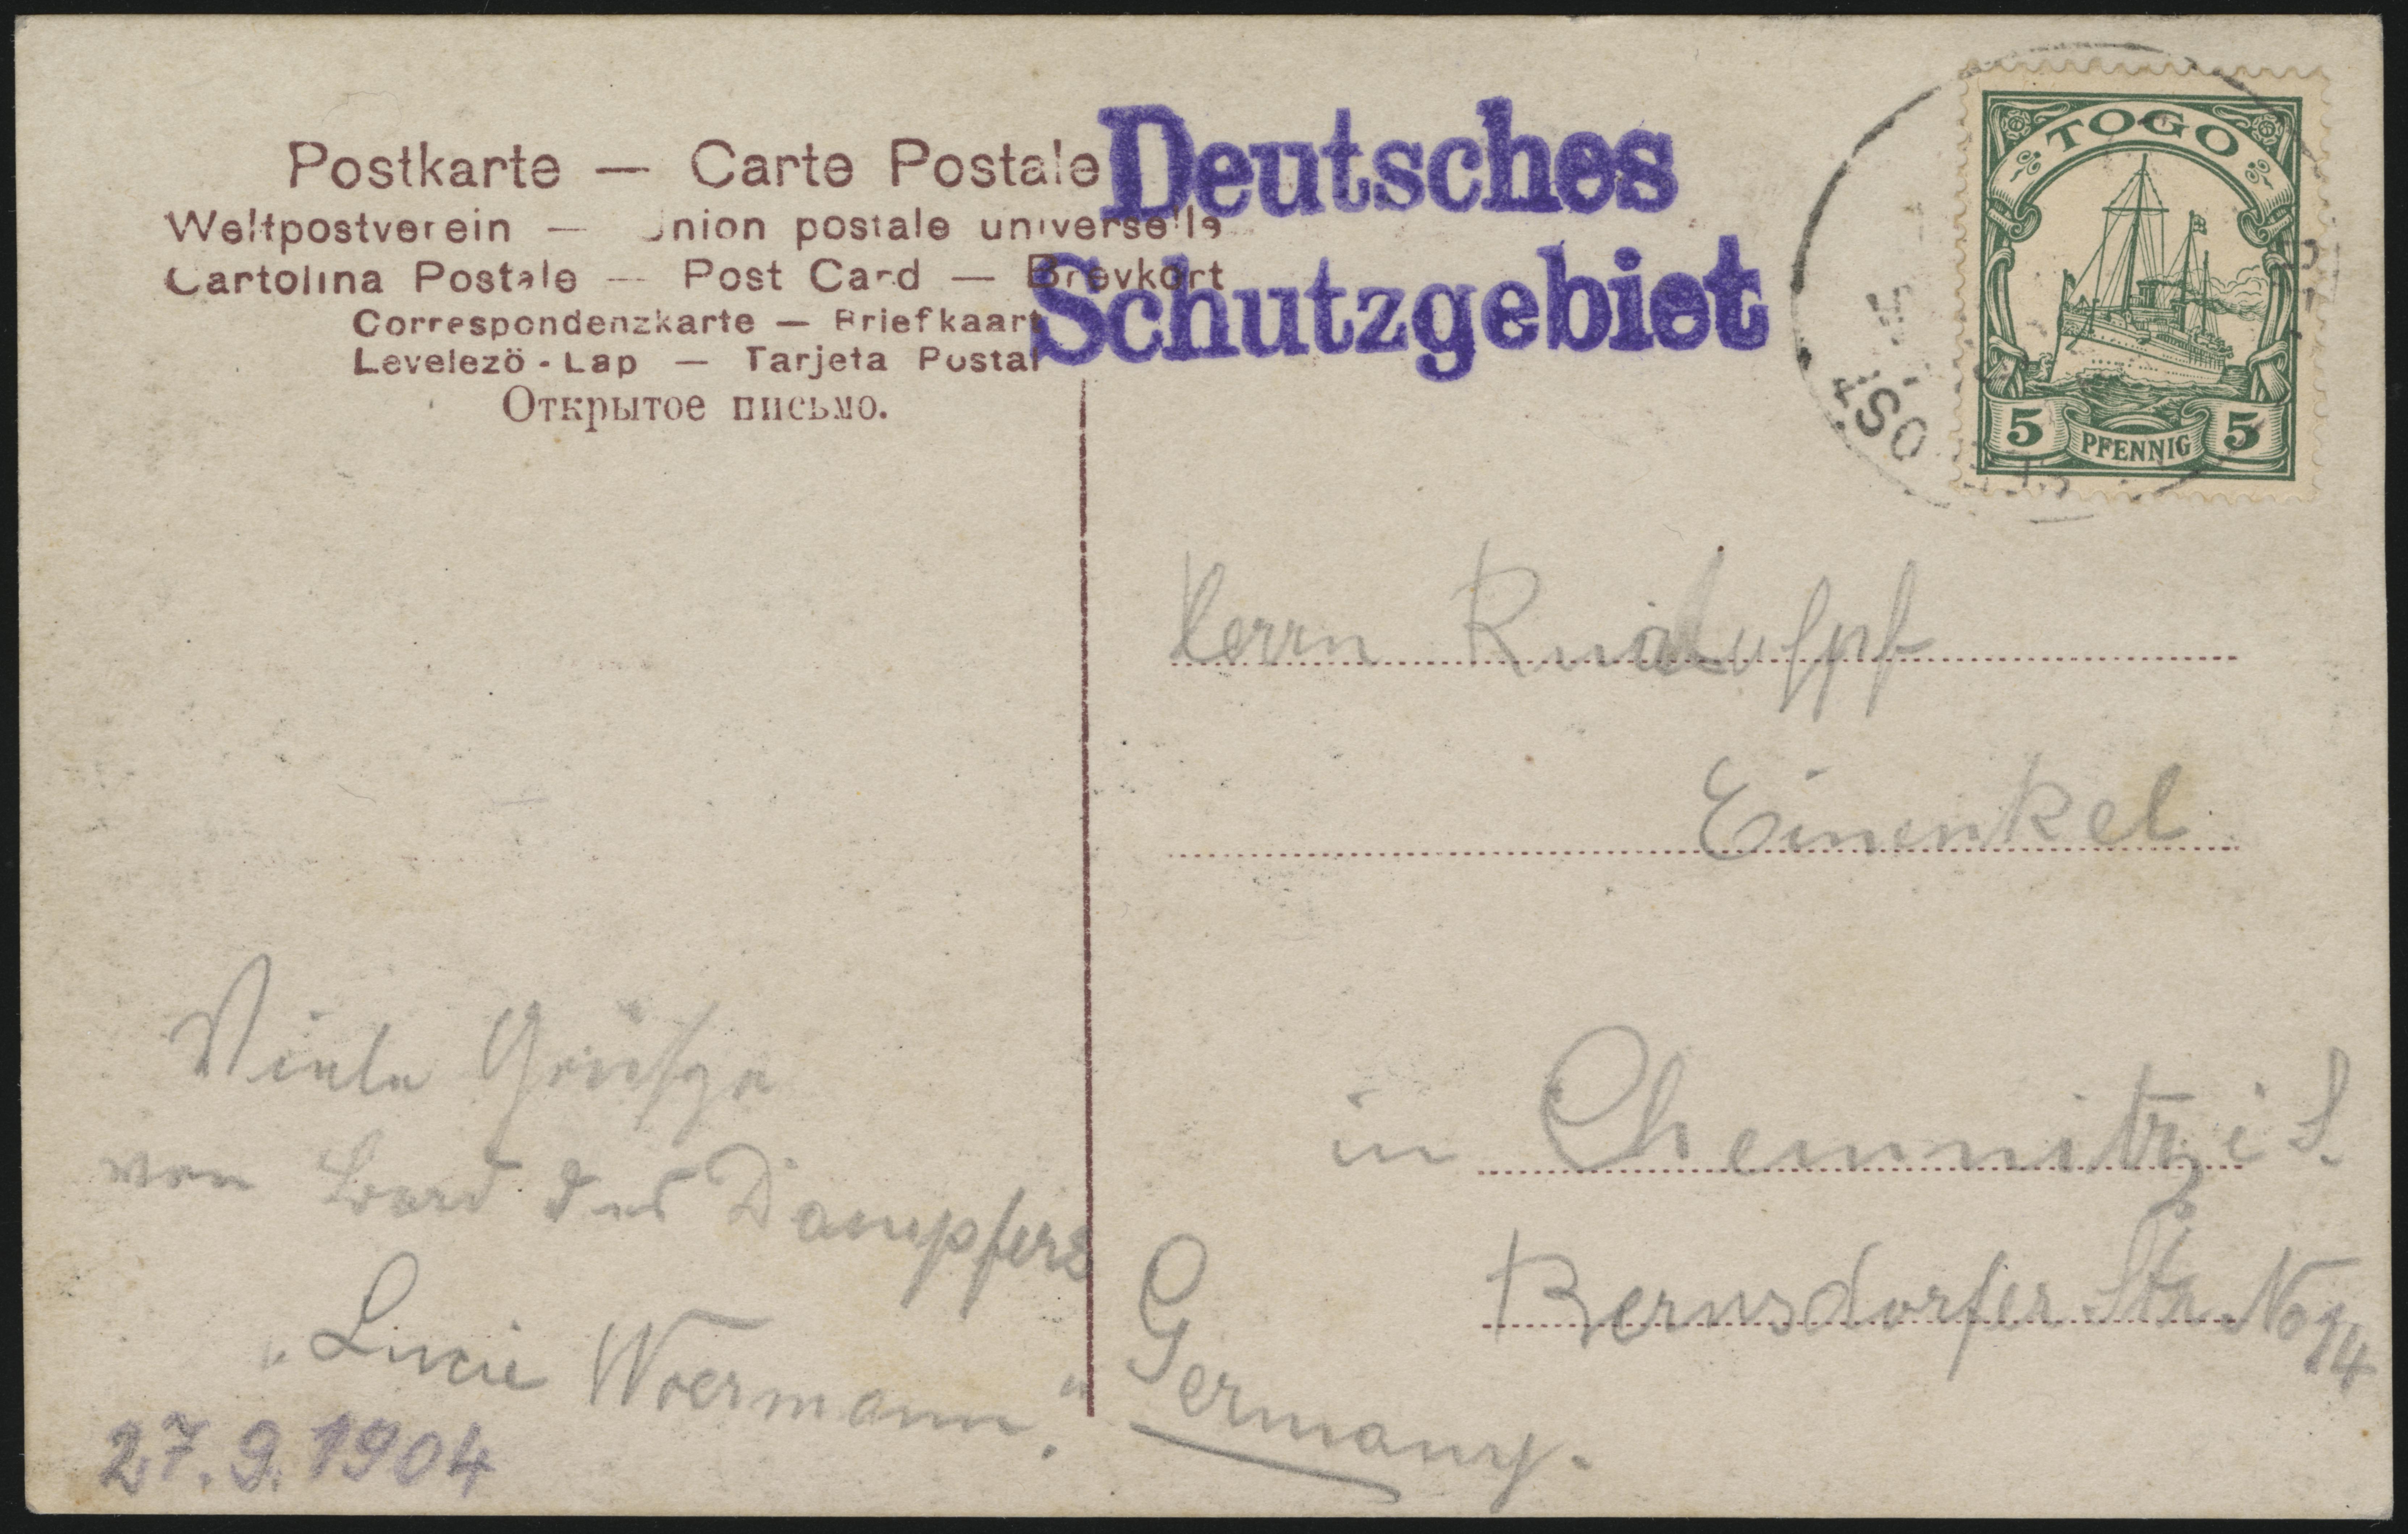 Postkarte — Carte Postale
Weltpostverein — Union postale universelle
Cartolina Postale — Post Card — Brevkort
Correspondenzkarte — Briefkaart
Levelezö - Lap — Tarjeta Postal
Открытое письмо.
Deutsches
Schutzgebiet
TOGO
5 PFENNIG 5
Herrn Rudolf
Einenkel
in Chemnitz i S.
Bernsdorfer Str. No 14
Germany.
Viele Grüsse
von Bord des Dampfers
„Lucie Woermann."
27.9.1904